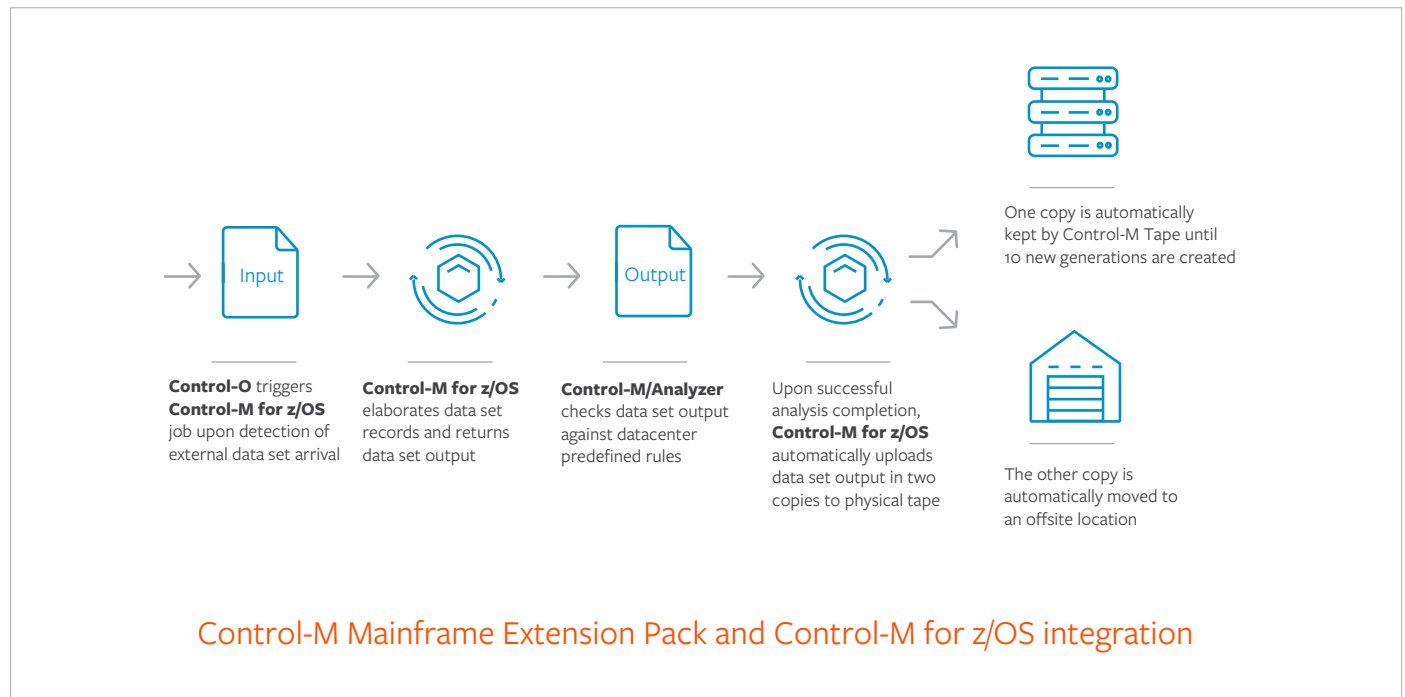 Input
Control-O triggers
Control-M for z/OS
job upon detection of
external data set arrival
Control-M for z/OS
elaborates data set
records and returns
data set output
Output
Control-M/Analyzer
checks data set output
against datacenter
predefined rules
Upon successful
analysis completion,
Control-M for z/OS
automatically uploads
data set output in two
copies to physical tape
One copy is automatically
kept by Control-M Tape until
10 new generations are created
The other copy is
automatically moved to
an offsite location
Control-M Mainframe Extension Pack and Control-M for z/OS integration